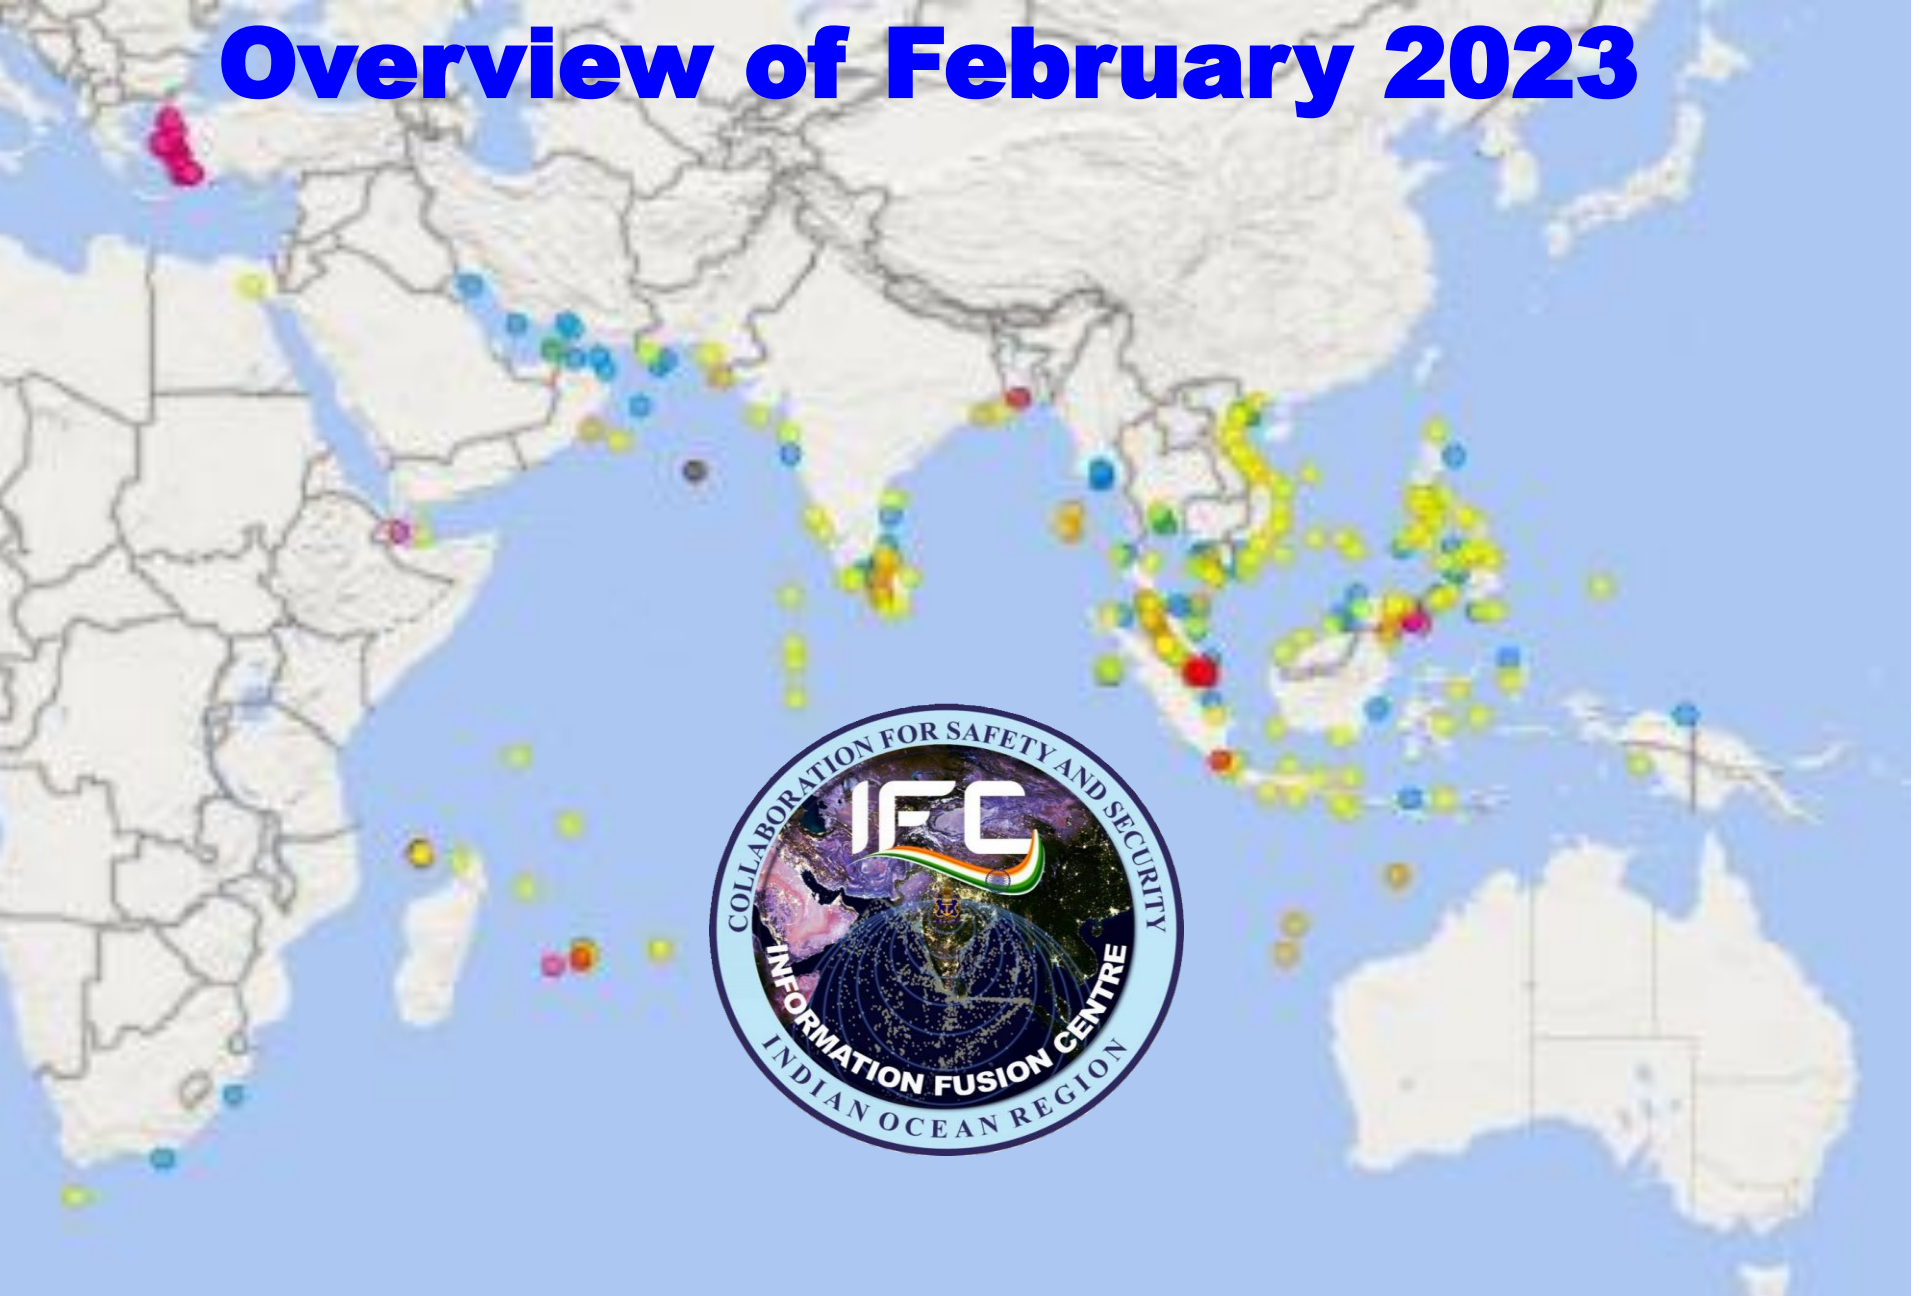 Overview of February 2023
COLLABORATION FOR SAFETY AND SECURITY
IFC
INFORMATION FUSION CENTRE
INDIAN OCEAN REGION